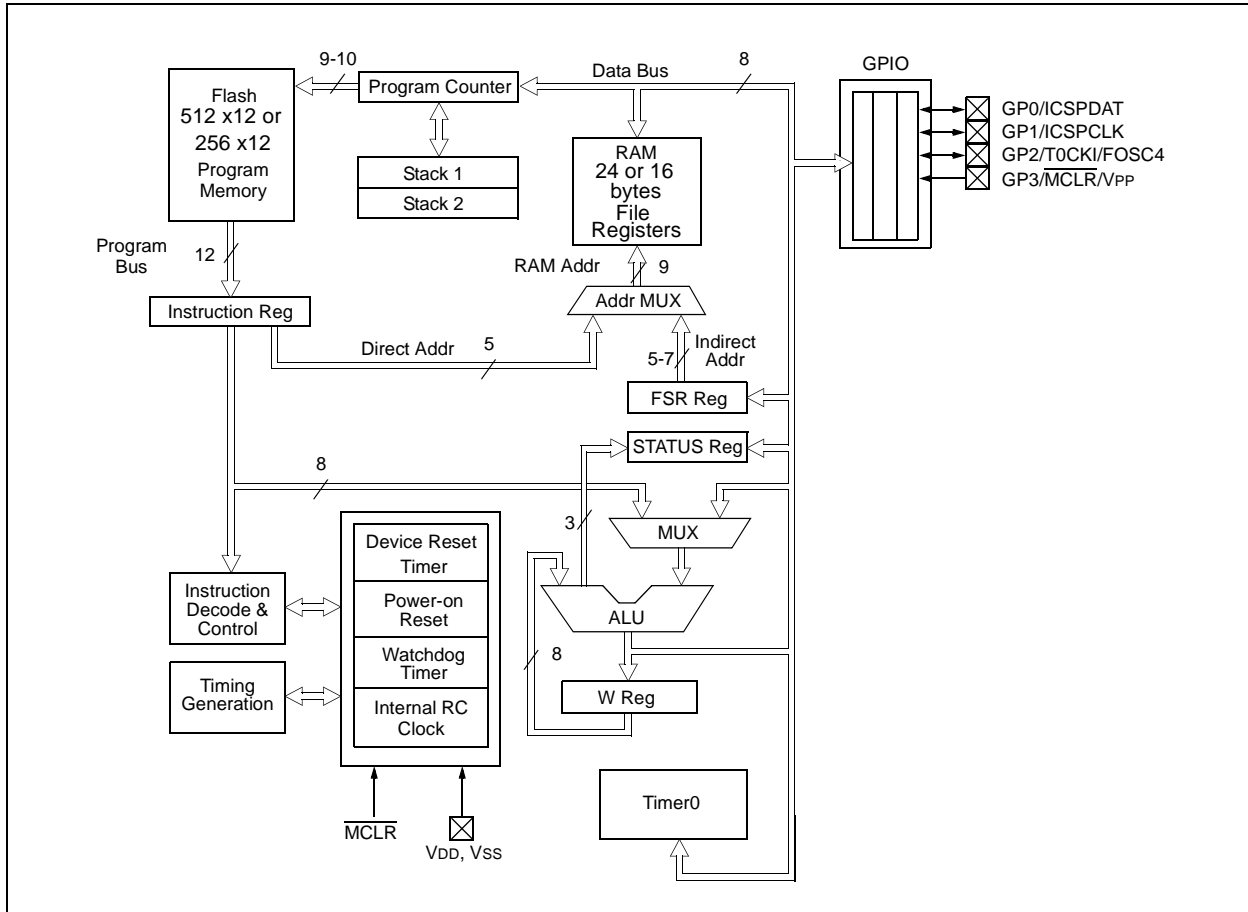 9-10
Program Counter
Data Bus
8
GPIO
Flash
512 x12 or
256 x12
Program
Memory
Stack 1
Stack 2
RAM
24 or 16
bytes
File
Registers
GP0/ICSPDAT
GP1/ICSPCLK
GP2/T0CKI/FOSC4
GP3/MCLR/VPP
Program
Bus
12
RAM Addr
9
Instruction Reg
Addr MUX
Direct Addr
5
5-7
Indirect
Addr
FSR Reg
STATUS Reg
8
3
MUX
Device Reset
Timer
Instruction
Decode &
Control
Power-on
Reset
ALU
Watchdog
Timer
8
Timing
Generation
W Reg
Internal RC
Clock
Timer0
MCLR
VDD, VSS